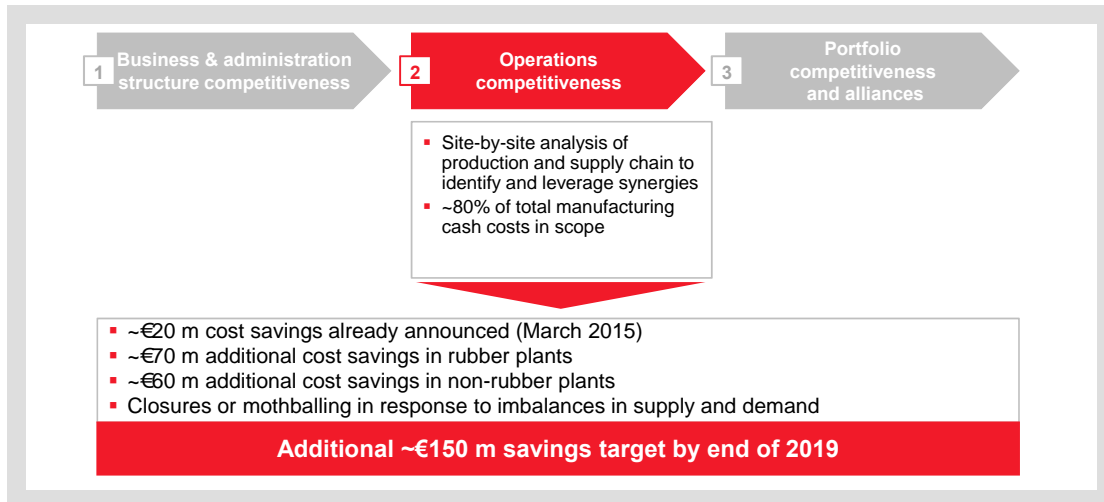 1
Business & administration
structure competitiveness
2
Operations
competitiveness
3
Portfolio
competitiveness
and alliances
▪ Site-by-site analysis of
production and supply chain to
identify and leverage synergies
▪ ~80% of total manufacturing
cash costs in scope
▪ ~€20 m cost savings already announced (March 2015)
▪ ~€70 m additional cost savings in rubber plants
▪ ~€60 m additional cost savings in non-rubber plants
▪ Closures or mothballing in response to imbalances in supply and demand
Additional ~€150 m savings target by end of 2019